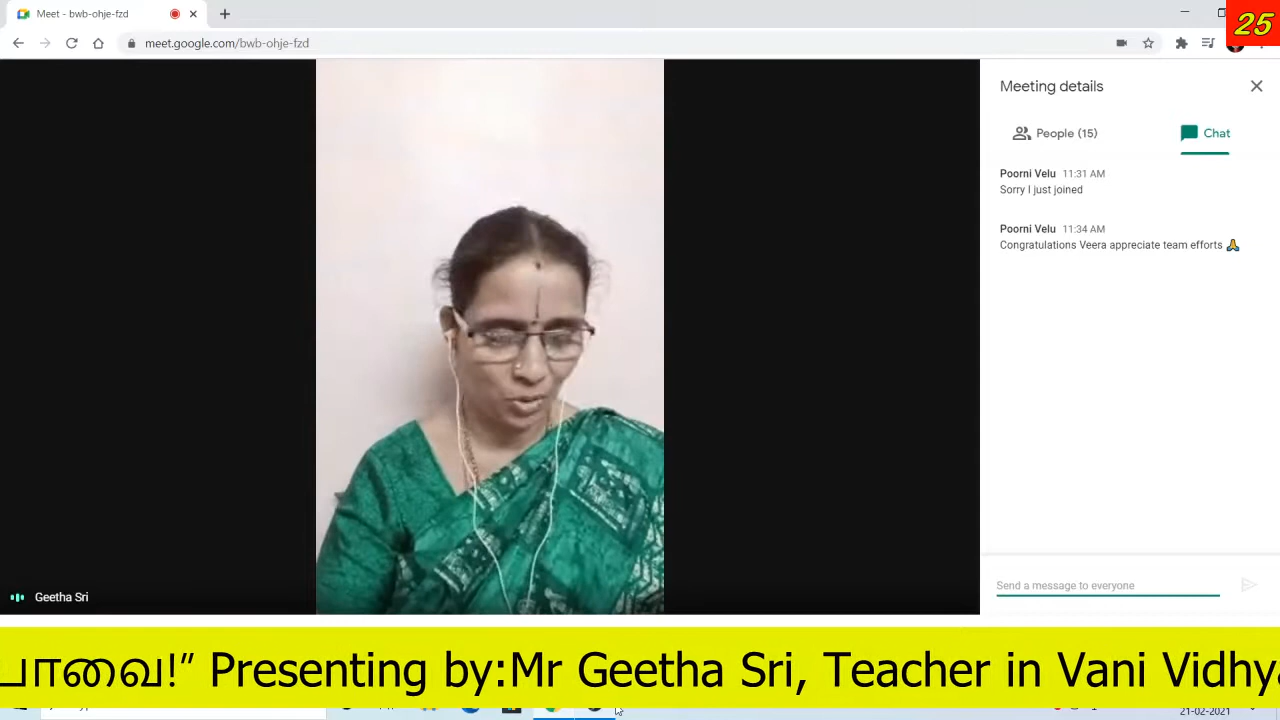 Meet - bwb-ohje-fzd
25
meet.google.com/bwb-ohje-fzd
Meeting details
People (15)
Chat
Poorni Velu 11:31 AM
Sorry I just joined
Poorni Velu 11:34 AM
Congratulations Veera appreciate team efforts 🙏
Send a message to everyone
Geetha Sri
பாவை!” Presenting by:Mr Geetha Sri, Teacher in Vani Vidhya
21-02-2021